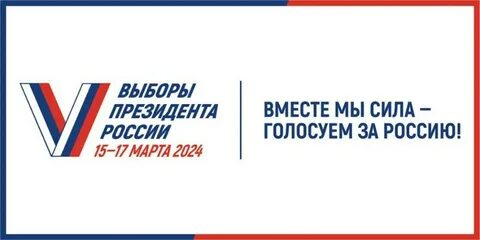 ВЫБОРЫ
ПРЕЗИДЕНТА
РОССИИ
15–17 МАРТА 2024
ВМЕСТЕ МЫ СИЛА –
ГОЛОСУЕМ ЗА РОССИЮ!